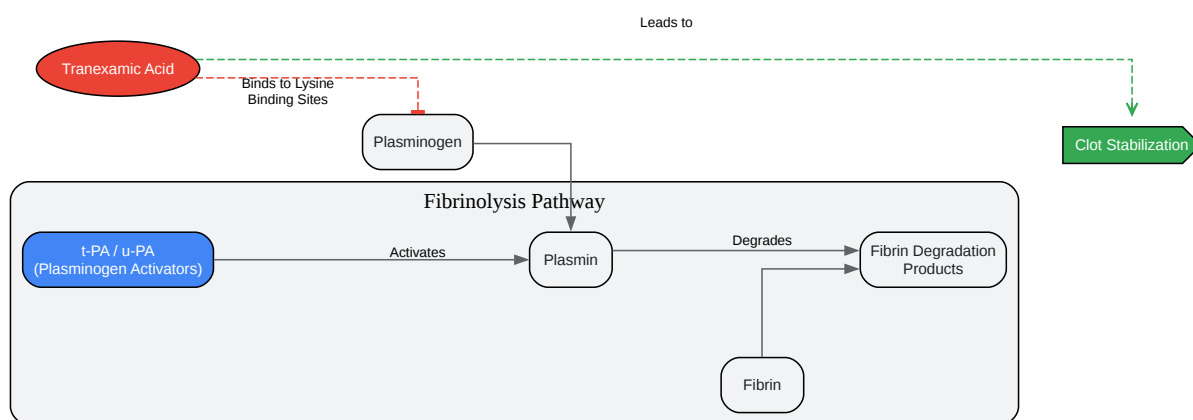 Leads to
Tranexamic Acid
Binds to Lysine
Binding Sites
Plasminogen
Clot Stabilization
Fibrinolysis Pathway
t-PA / u-PA
(Plasminogen Activators)
Activates
Plasmin
Degrades
Fibrin Degradation
Products
Fibrin